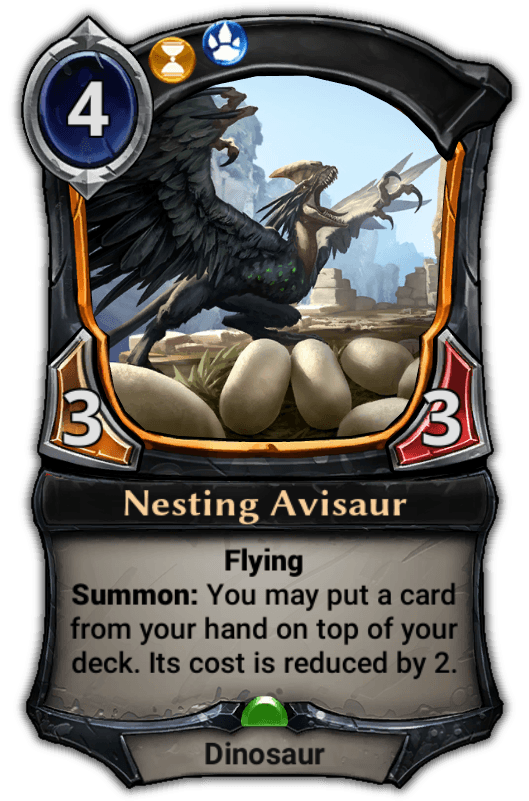 4
3
3
Nesting Avisaur
Flying
Summon: You may put a card
from your hand on top of your
deck. Its cost is reduced by 2.
Dinosaur